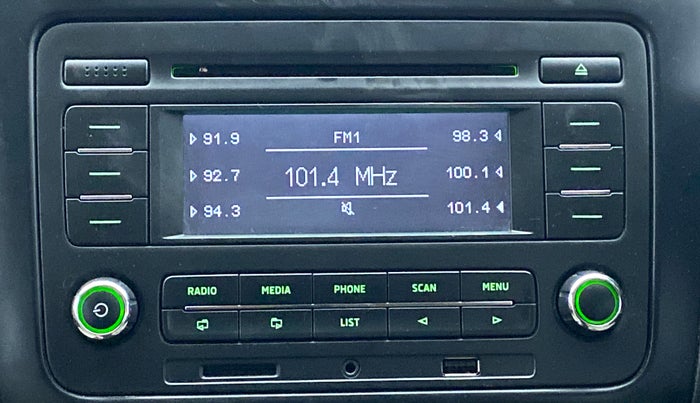 91.9 FM1 98.3
92.7 101.4 MHz 100.1
94.3 101.4
RADIO MEDIA PHONE SCAN MENU
LIST